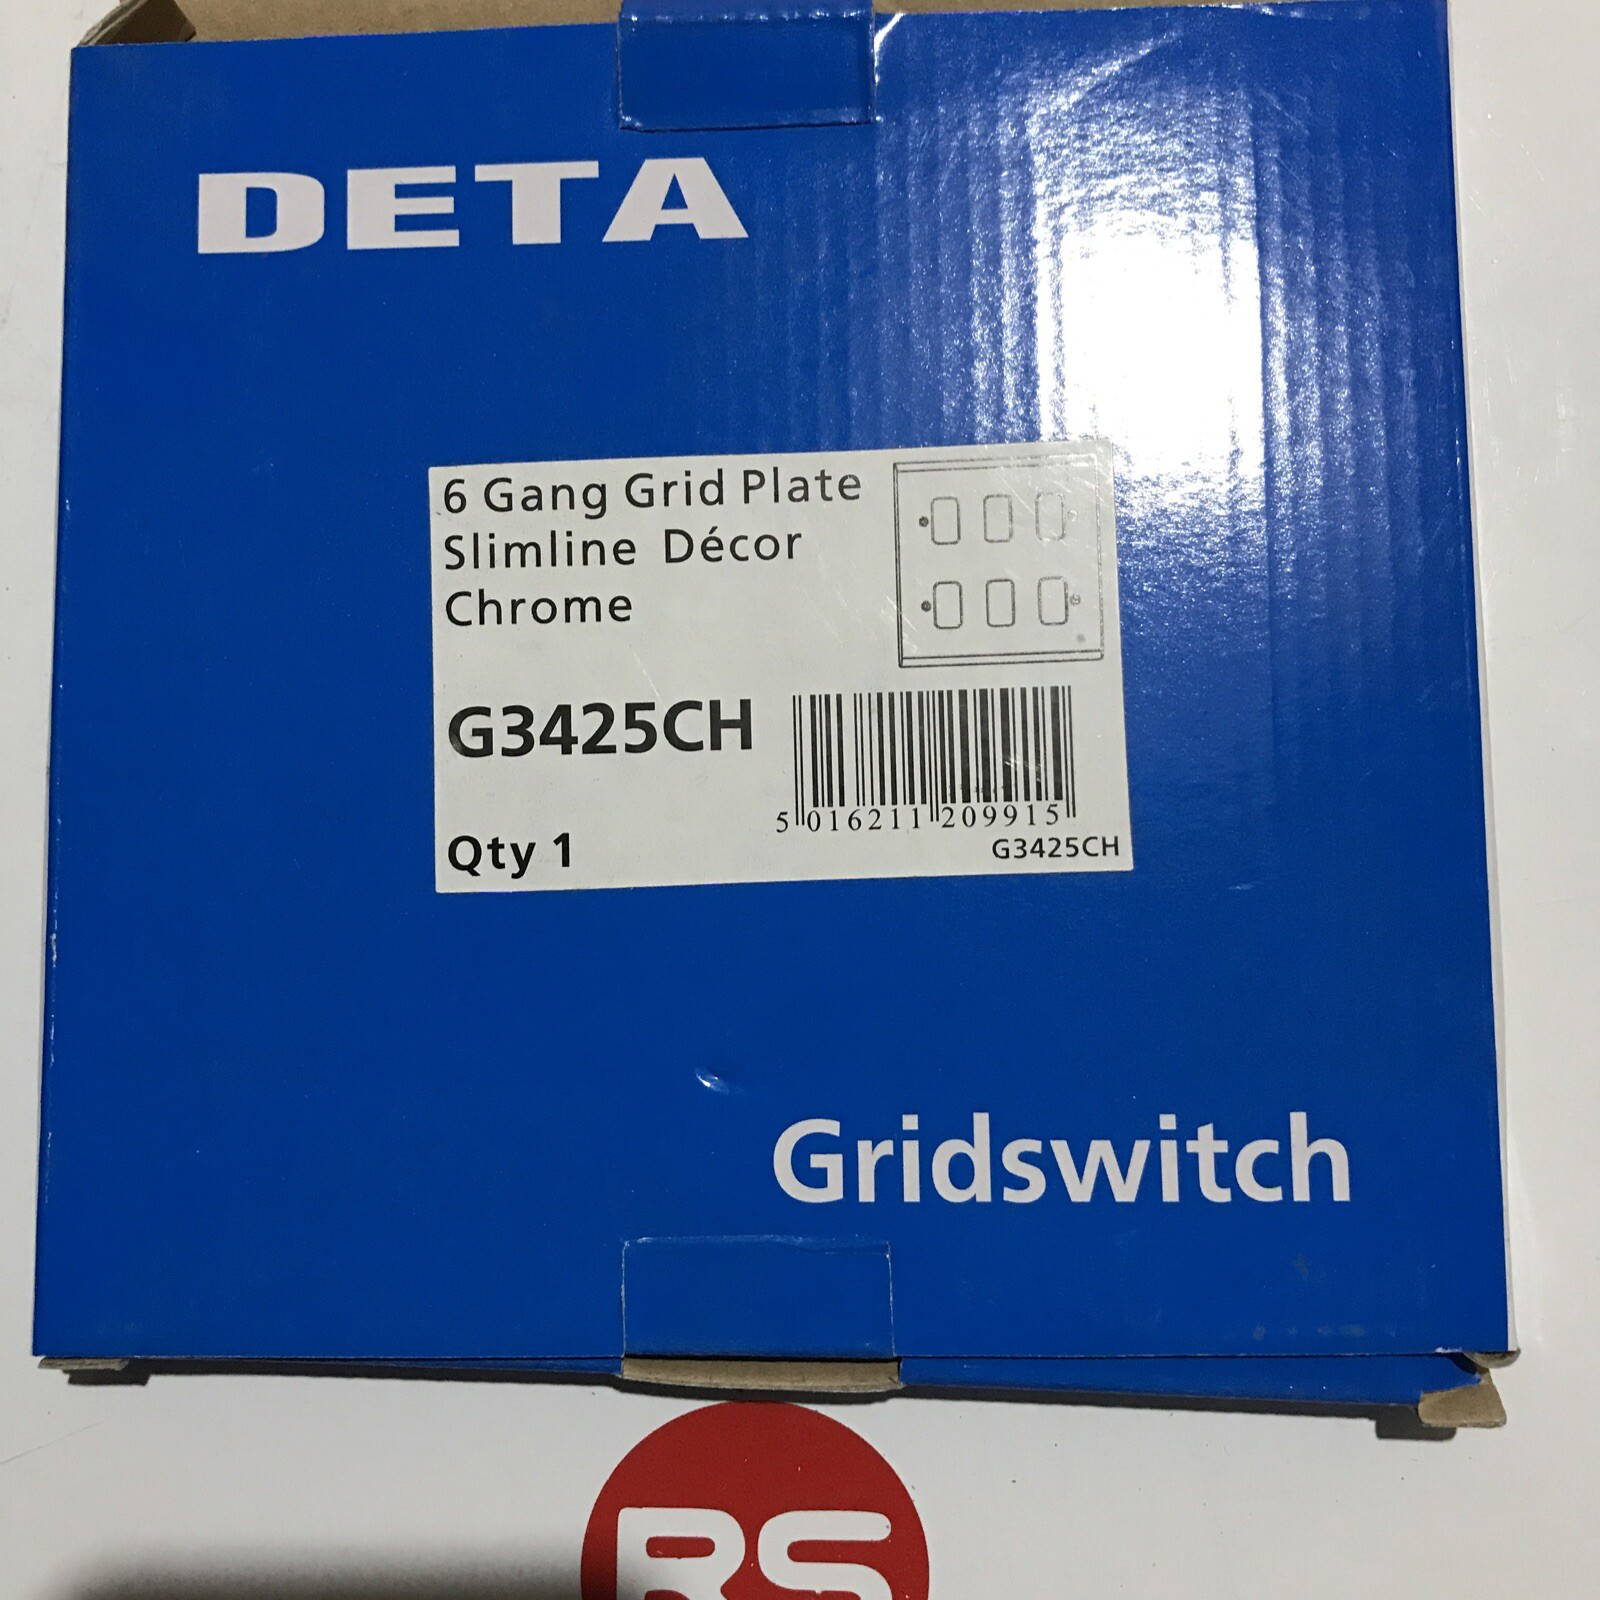 DETA
6 Gang Grid Plate
Slimline Décor
Chrome
G3425CH
5 016211 209915
Qty 1
G3425CH
Gridswitch
RS